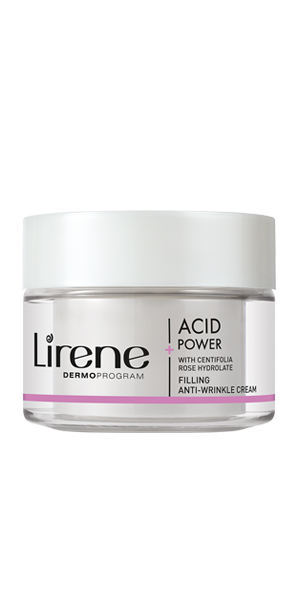 Lirene
DERMOPROGRAM
ACID
+ POWER
WITH CENTIFOLIA
ROSE HYDROLATE
FILLING
ANTI-WRINKLE CREAM